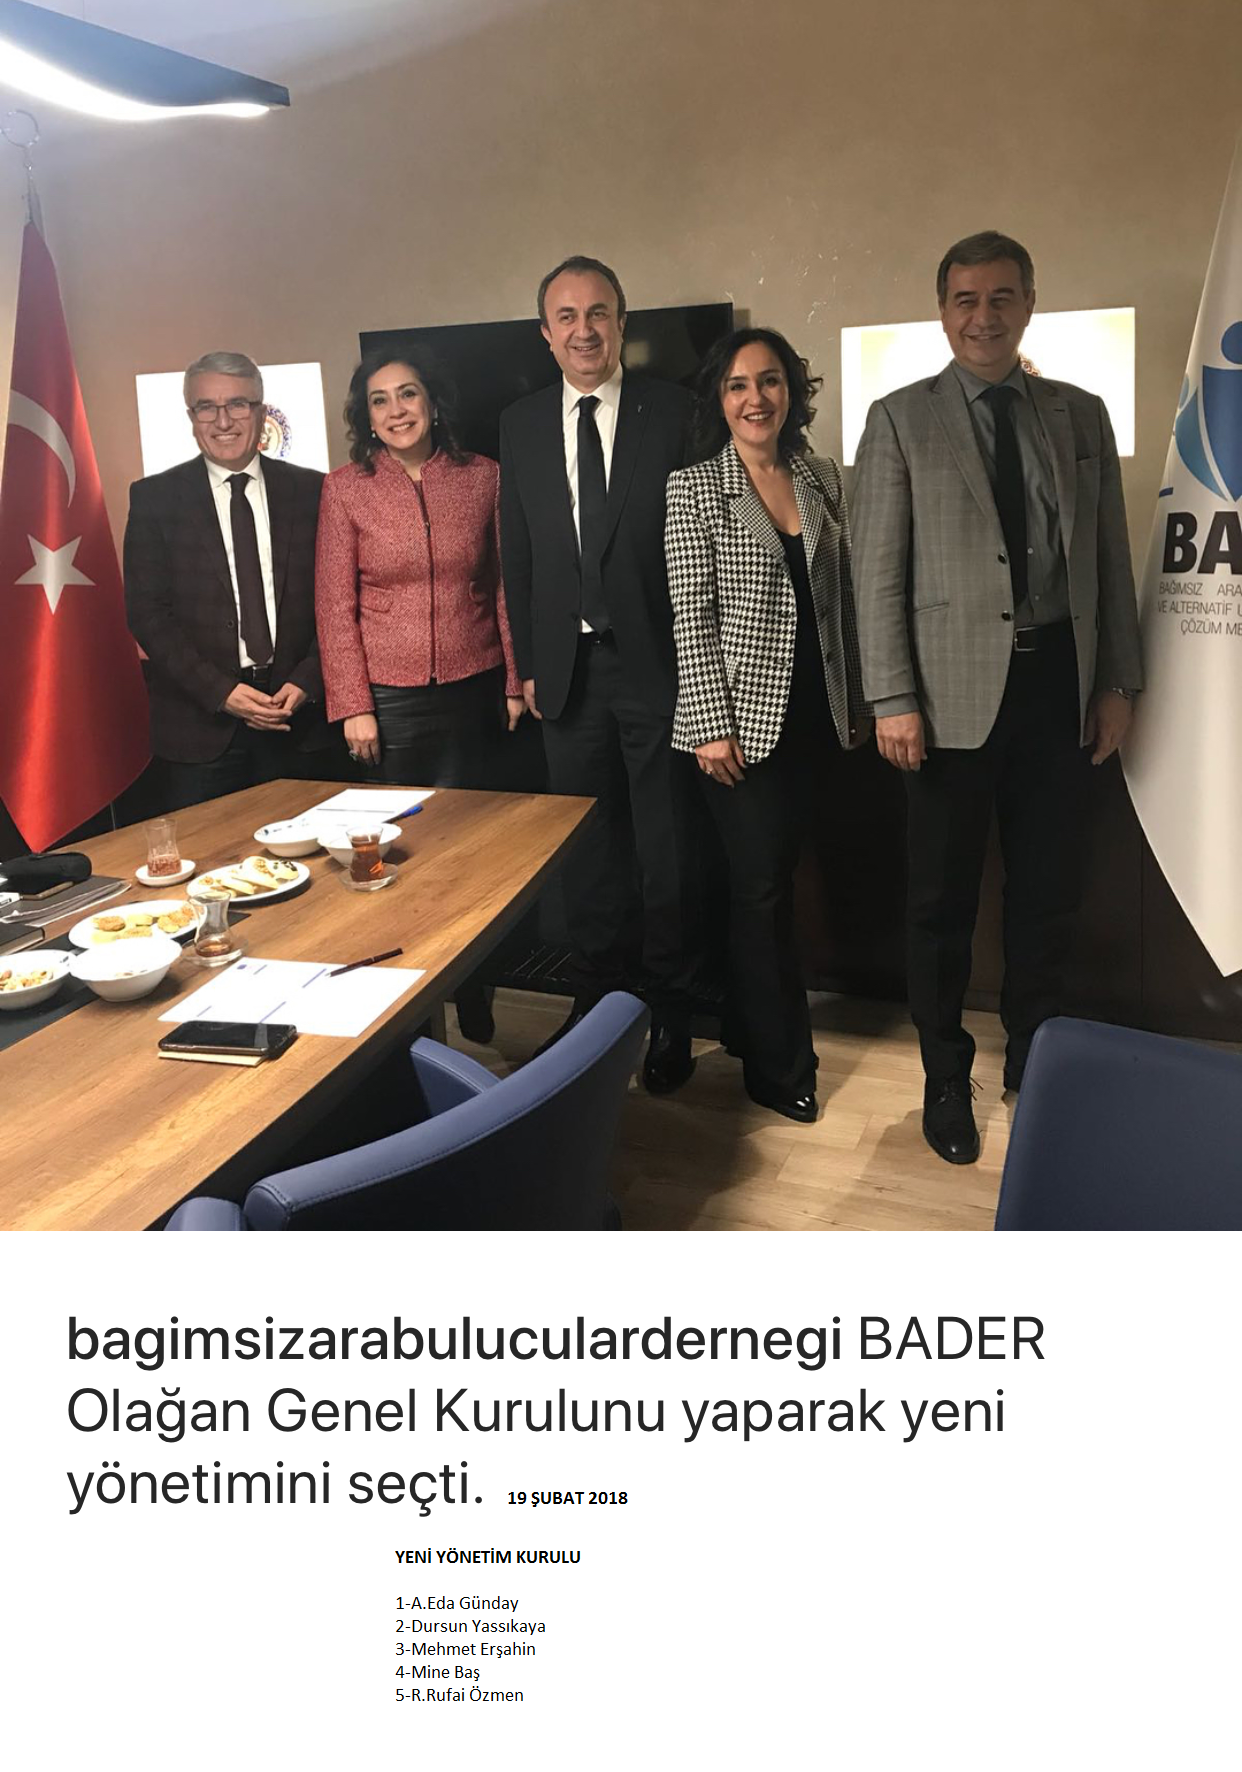 BA
BAĞIMSIZ ARA
VE ALTERNATİF U
ÇÖZÜM ME
bagimsizarabulucuIardernegi BADER
Olağan Genel Kurulunu yaparak yeni
yönetimini seçti. 19 ŞUBAT 2018
YENİ YÖNETİM KURULU
1-A.Eda Günday
2-Dursun Yassıkaya
3-Mehmet Erşahin
4-Mine Baş
5-R.Rufai Özmen